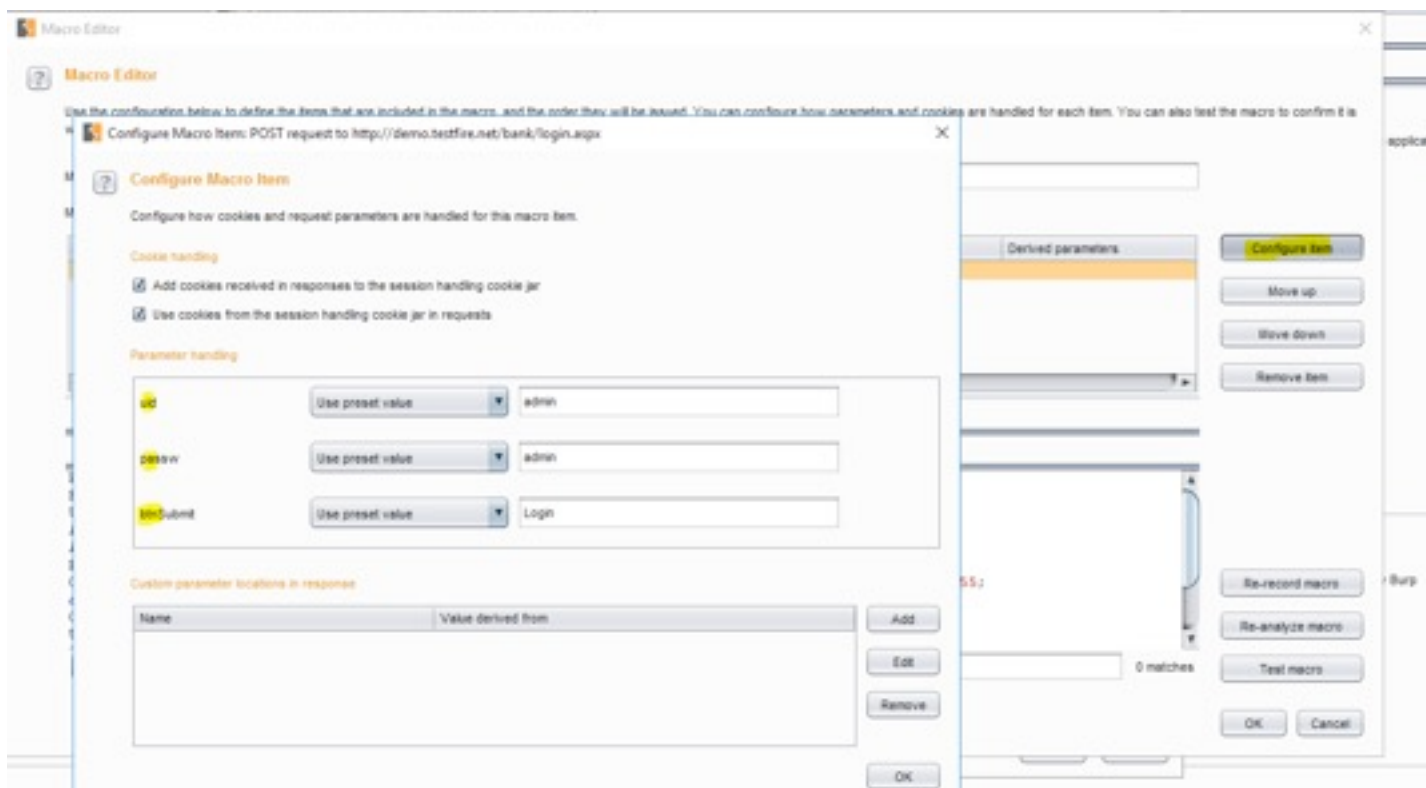 Macro Editor
Macro Editor
Use the configuration below to define the items that are included in the macro, and the order they will be issued. You can configure how parameters and cookies are handled for each item. You can also test the macro to confirm it is
Configure Macro Item: POST request to http://demo.testfire.net/bank/login.aspx
applica
Configure Macro Item
Configure how cookies and request parameters are handled for this macro item.
Cookie handling
Derived parameters
Configure item
Add cookies received in responses to the session handling cookie jar
Move up
Use cookies from the session handling cookie jar in requests
Move down
Parameter handling
Remove item
uid Use preset value admin
passw Use preset value admin
btnSubmit Use preset value Login
Custom parameter locations in response
55;
Re-record macro
Burp
Name Value derived from Add
Re-analyze macro
Edit
0 matches
Test macro
Remove
OK Cancel
OK